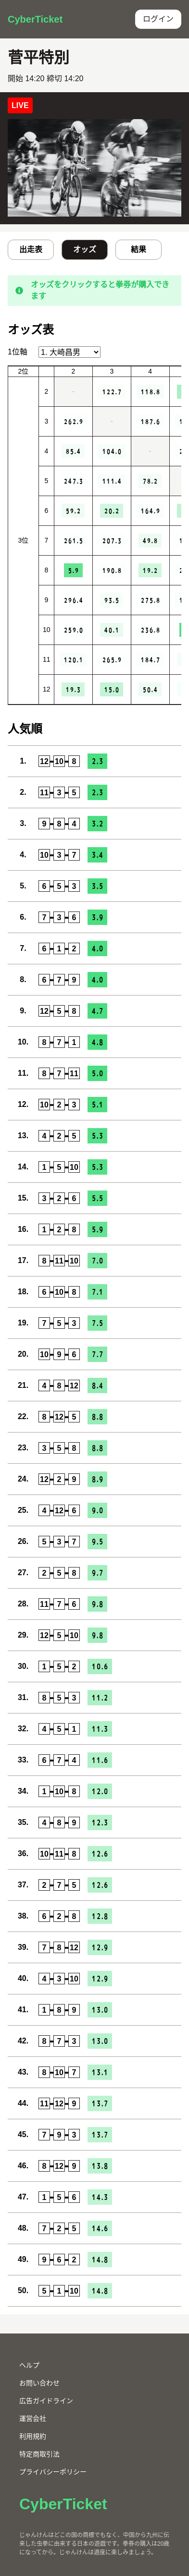 CyberTicket
ログイン
菅平特別
開始 14:20 締切 14:20
LIVE
出走表 オッズ 結果
オッズをクリックすると拳券が購入できます
オッズ表
1位軸 1. 大崎昌男
2位 2 3 4
3位
2 - 122.7 118.8
3 262.9 - 187.6
4 85.4 104.0 -
5 247.3 111.4 78.2
6 59.2 20.2 164.9
7 261.5 207.3 49.8
8 5.9 190.8 19.2
9 296.4 93.5 275.8
10 259.0 40.1 236.8
11 120.1 265.9 184.7
12 19.3 15.0 50.4
人気順
1. 12-10-8 2.3
2. 11-3-5 2.3
3. 9-8-4 3.2
4. 10-3-7 3.4
5. 6-5-3 3.5
6. 7-3-6 3.9
7. 6-1-2 4.0
8. 6-7-9 4.0
9. 12-5-8 4.7
10. 8-7-1 4.8
11. 8-7-11 5.0
12. 10-2-3 5.1
13. 4-2-5 5.3
14. 1-5-10 5.3
15. 3-2-6 5.5
16. 1-2-8 5.9
17. 8-11-10 7.0
18. 6-10-8 7.1
19. 7-5-3 7.5
20. 10-9-6 7.7
21. 4-8-12 8.4
22. 8-12-5 8.8
23. 3-5-8 8.8
24. 12-2-9 8.9
25. 4-12-6 9.0
26. 5-3-7 9.5
27. 2-5-8 9.7
28. 11-7-6 9.8
29. 12-5-10 9.8
30. 1-5-2 10.6
31. 8-5-3 11.2
32. 4-5-1 11.3
33. 6-7-4 11.6
34. 1-10-8 12.0
35. 4-8-9 12.3
36. 10-11-8 12.6
37. 2-7-5 12.6
38. 6-2-8 12.8
39. 7-8-12 12.9
40. 4-3-10 12.9
41. 1-8-9 13.0
42. 8-7-3 13.0
43. 8-10-7 13.1
44. 11-12-9 13.7
45. 7-9-3 13.7
46. 8-12-9 13.8
47. 1-5-6 14.3
48. 7-2-5 14.6
49. 9-6-2 14.8
50. 5-1-10 14.8
ヘルプ
お問い合わせ
広告ガイドライン
運営会社
利用規約
特定商取引法
プライバシーポリシー
CyberTicket
じゃんけんはどこの国の商標でもなく、中国から九州に伝
来した虫拳に由来する日本の遊戯です。拳券の購入は20歳
になってから。じゃんけんは適度に楽しみましょう。